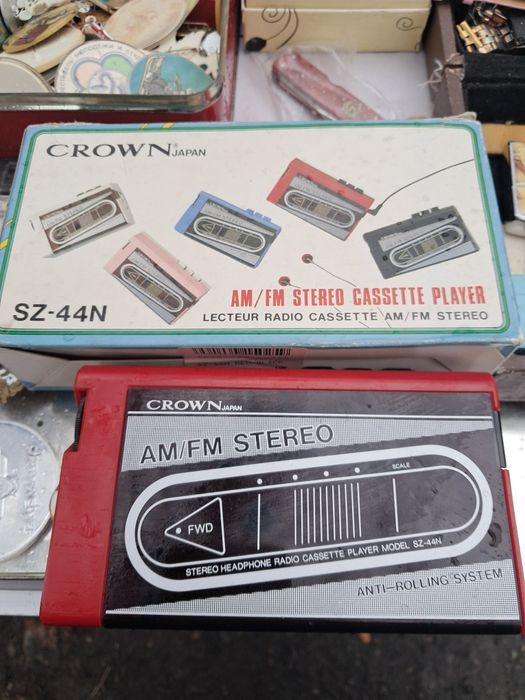 CROWN® JAPAN
SZ-44N
AM/FM STEREO CASSETTE PLAYER
LECTEUR RADIO CASSETTE AM/FM STEREO
CROWN JAPAN
AM/FM STEREO
SCALE
FWD
STEREO HEADPHONE RADIO CASSETTE PLAYER MODEL SZ-44N
ANTI-ROLLING SYSTEM